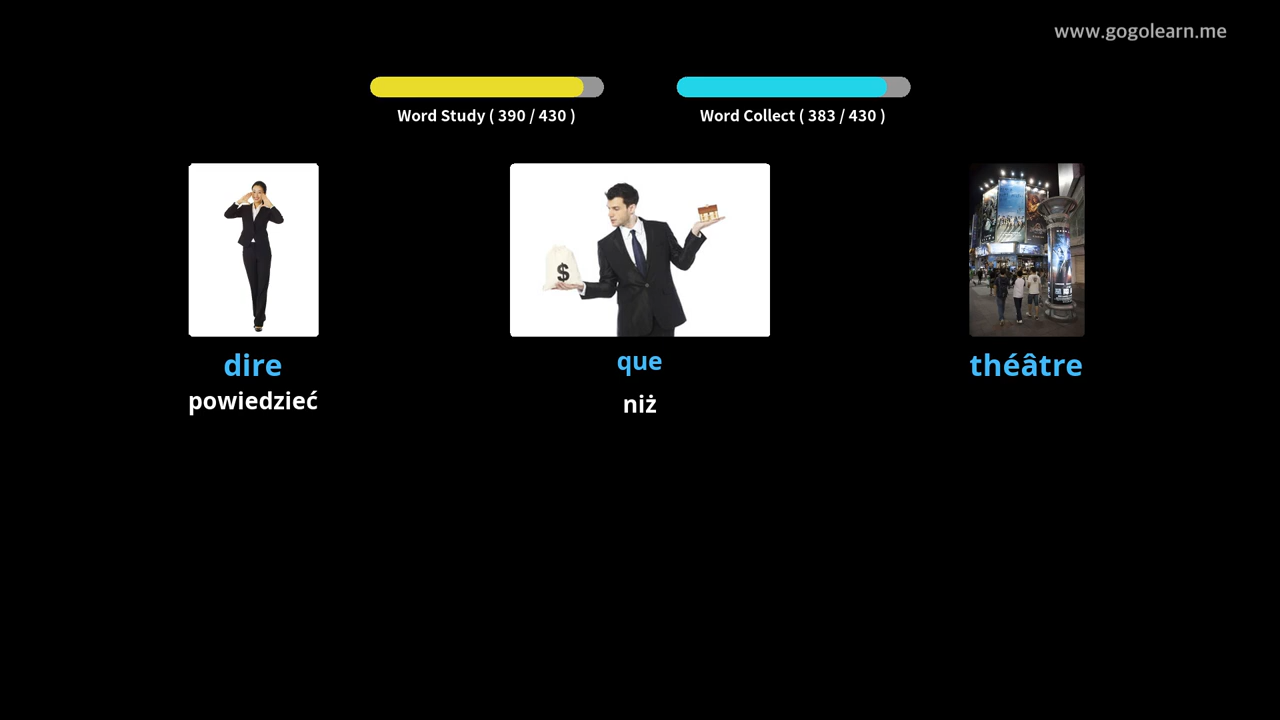 www.gogolearn.me
Word Study ( 390 / 430 )
Word Collect ( 383 / 430 )
$
dire
powiedzieć
que
niż
théâtre